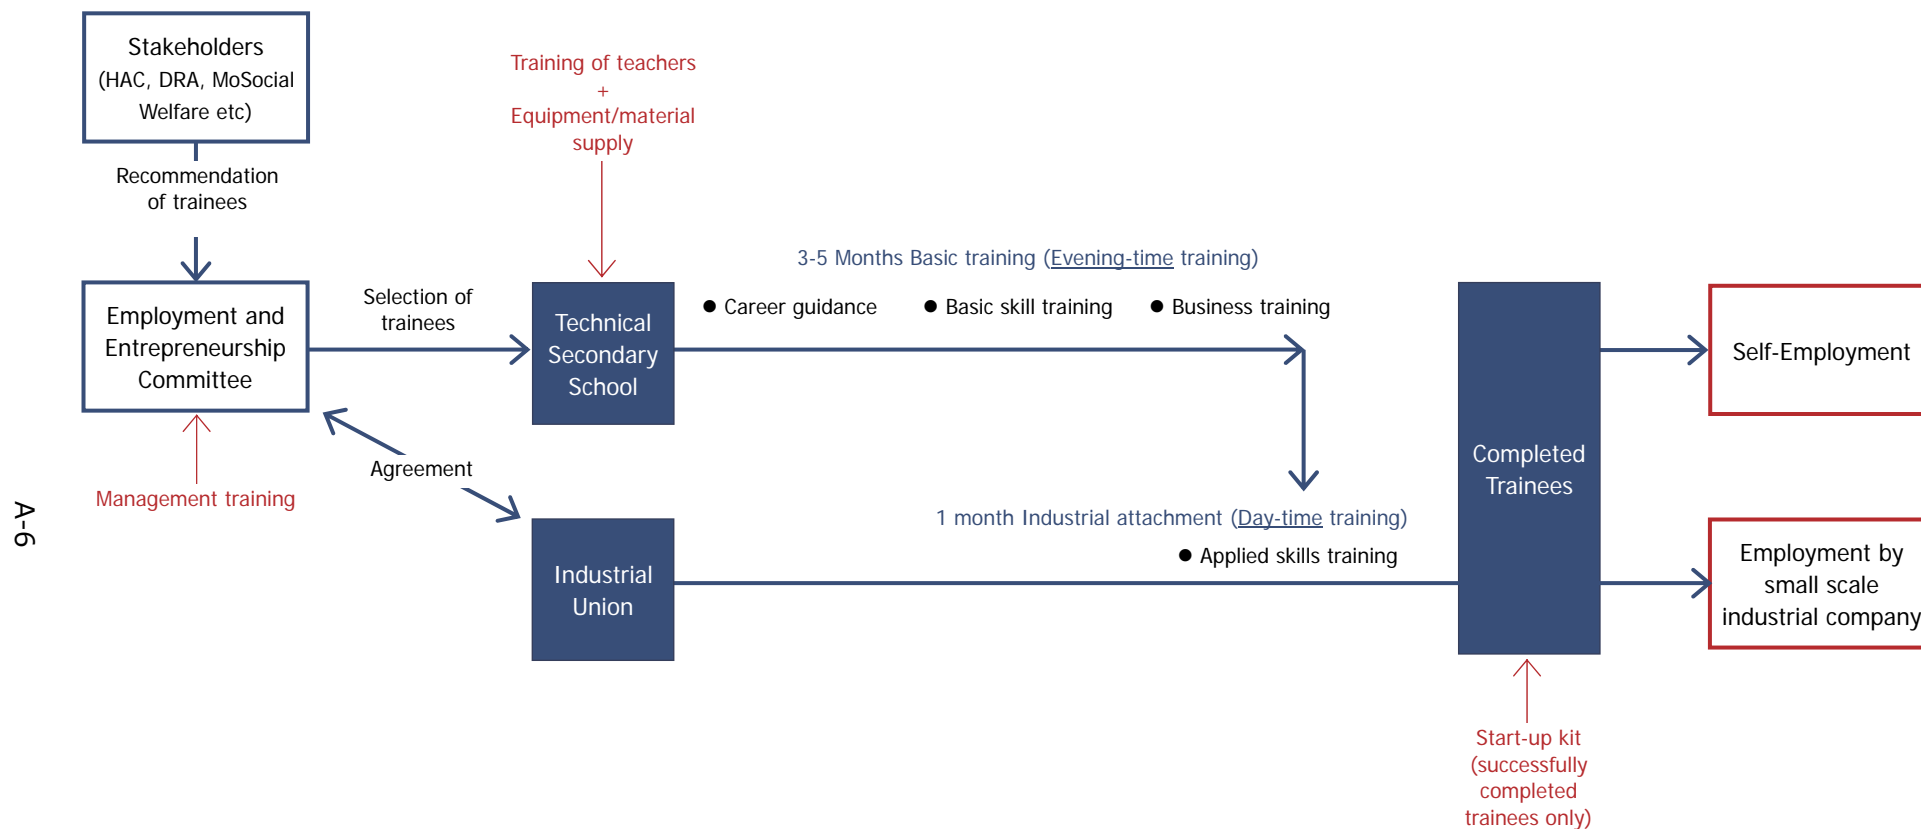 Stakeholders
(HAC, DRA, MoSocial
Welfare etc)
Recommendation
of trainees
Employment and
Entrepreneurship
Committee
Management training
Selection of
trainees
Agreement
Training of teachers
+
Equipment/material
supply
Technical
Secondary
School
Industrial
Union
3-5 Months Basic training (Evening-time training)
● Career guidance ● Basic skill training ● Business training
1 month Industrial attachment (Day-time training)
● Applied skills training
Completed
Trainees
Start-up kit
(successfully
completed
trainees only)
Self-Employment
Employment by
small scale
industrial company
A-6